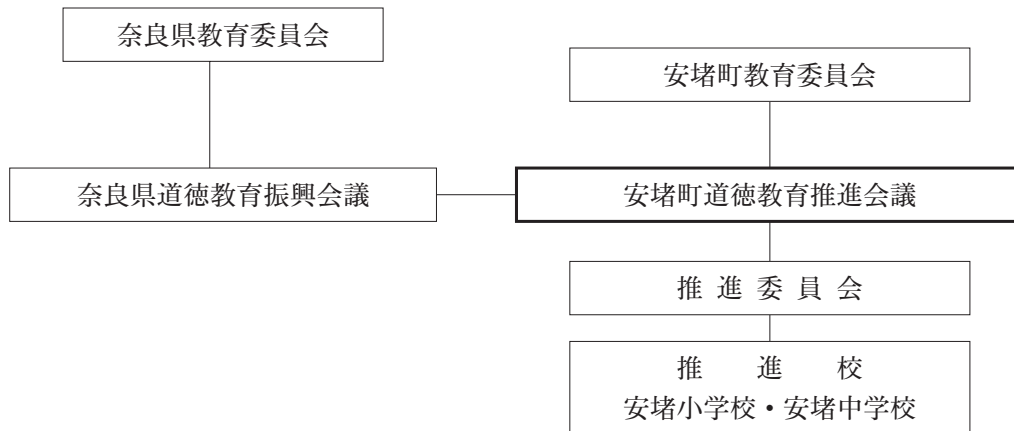 奈良県教育委員会
安堵町教育委員会
奈良県道徳教育振興会議
安堵町道徳教育推進会議
推進委員会
推進校
安堵小学校・安堵中学校